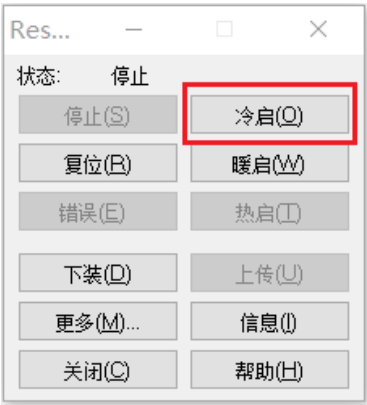 Res...
状态: 停止
停止(S) 冷启(O)
复位(R) 暖启(W)
错误(E) 热启(T)
下装(D) 上传(U)
更多(M)... 信息(I)
关闭(C) 帮助(H)